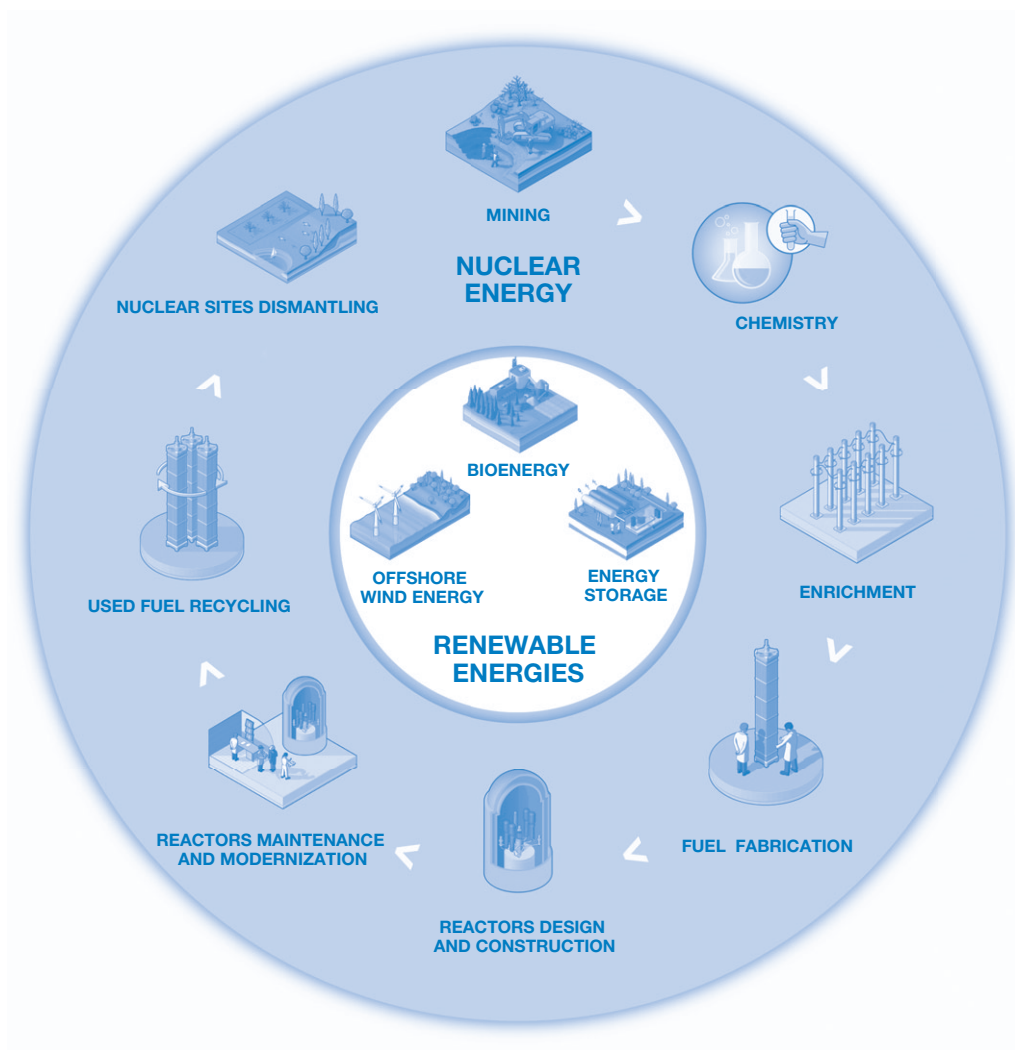 MINING
NUCLEAR
ENERGY
CHEMISTRY
NUCLEAR SITES DISMANTLING
BIOENERGY
OFFSHORE
WIND ENERGY
ENERGY
STORAGE
ENRICHMENT
USED FUEL RECYCLING
RENEWABLE
ENERGIES
FUEL FABRICATION
REACTORS MAINTENANCE
AND MODERNIZATION
REACTORS DESIGN
AND CONSTRUCTION